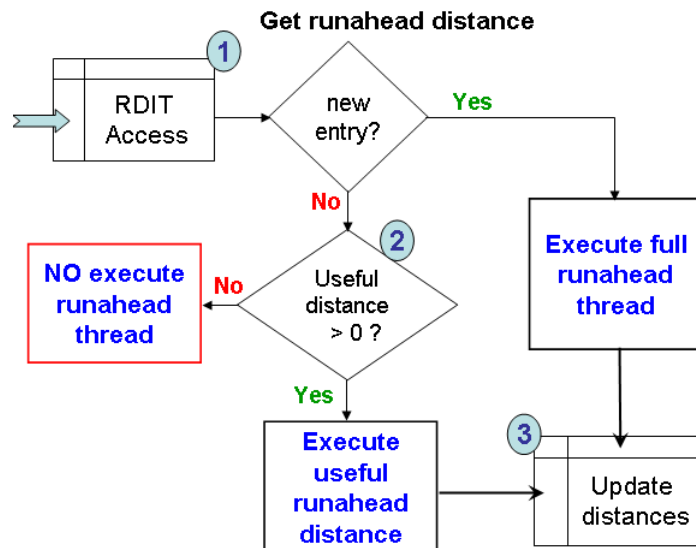 Get runahead distance
1
RDIT
Access
new
entry?
Yes
No
2
Useful
distance
> 0 ?
No
NO execute
runahead
thread
Execute full
runahead
thread
Yes
Execute
useful
runahead
distance
3
Update
distances